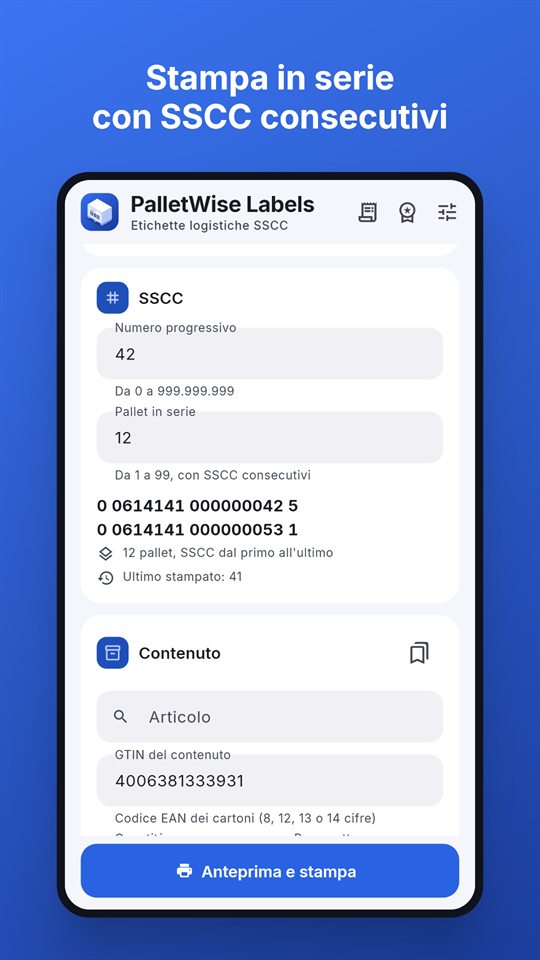 Stampa in serie
con SSCC consecutivi
PalletWise Labels
Etichette logistiche SSCC
SSCC
Numero progressivo
42
Da 0 a 999.999.999
Pallet in serie
12
Da 1 a 99, con SSCC consecutivi
0 0614141 000000042 5
0 0614141 000000053 1
12 pallet, SSCC dal primo all'ultimo
Ultimo stampato: 41
Contenuto
Articolo
GTIN del contenuto
4006381333931
Codice EAN dei cartoni (8, 12, 13 o 14 cifre)
Anteprima e stampa